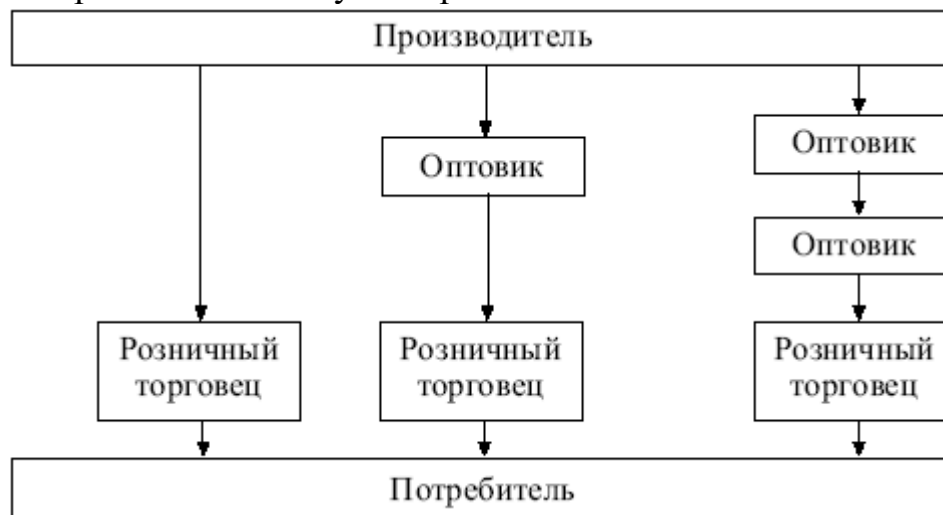 Производитель
Оптовик
Оптовик
Оптовик
Розничный
торговец
Розничный
торговец
Розничный
торговец
Потребитель